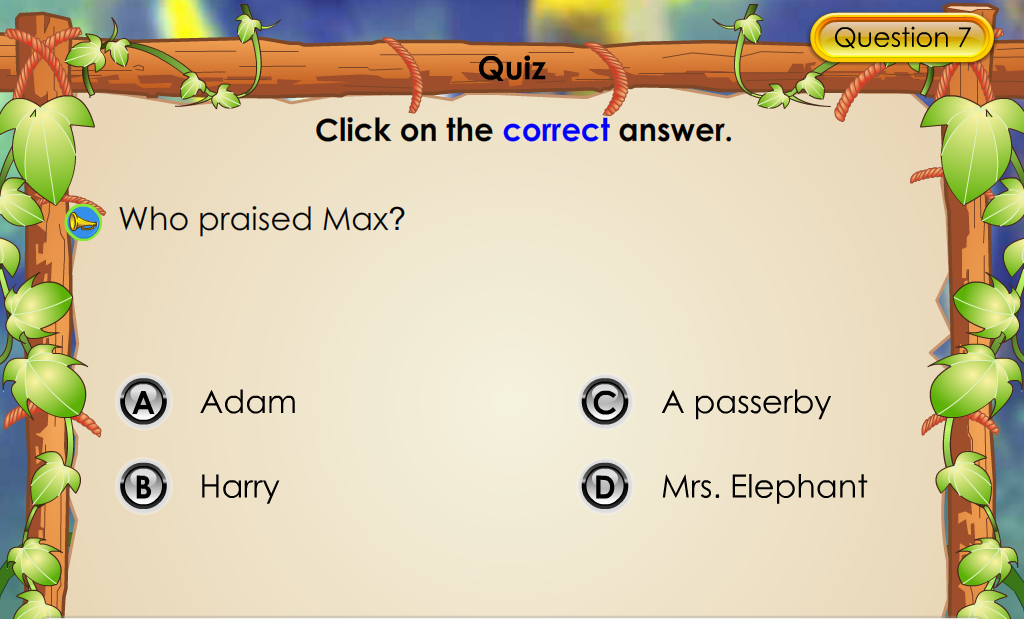 Question 7
Quiz
Click on the correct answer.
Who praised Max?
A Adam
B Harry
C A passerby
D Mrs. Elephant